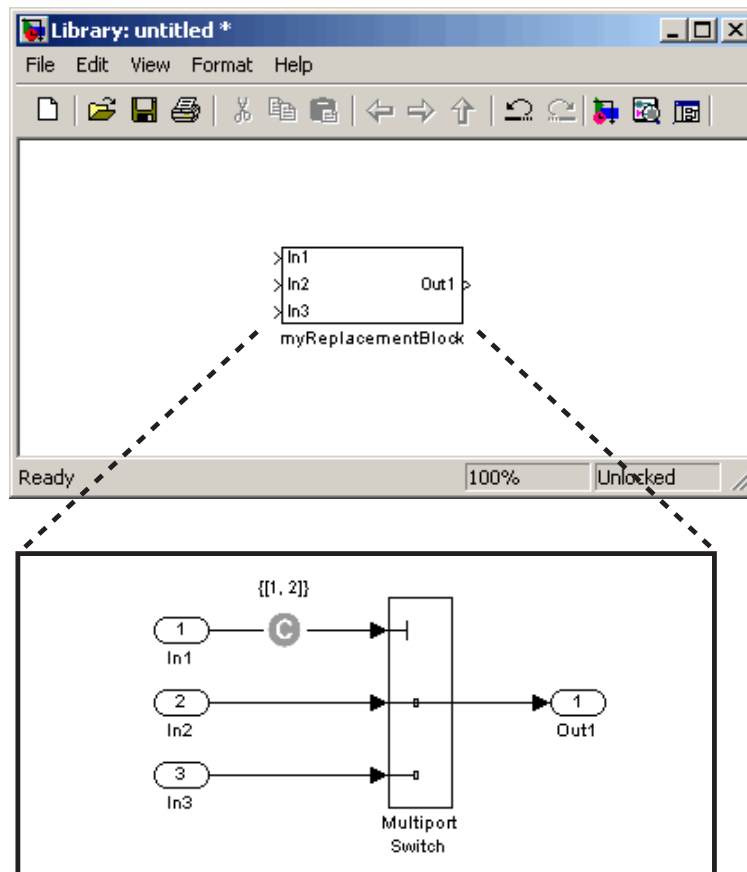 Library: untitled *
File Edit View Format Help
In1
In2 Out1
In3
myReplacementBlock
Ready 100% Unlocked
{[1, 2]}
1 C
In1
2 1
In2 Out1
3
In3
Multiport
Switch